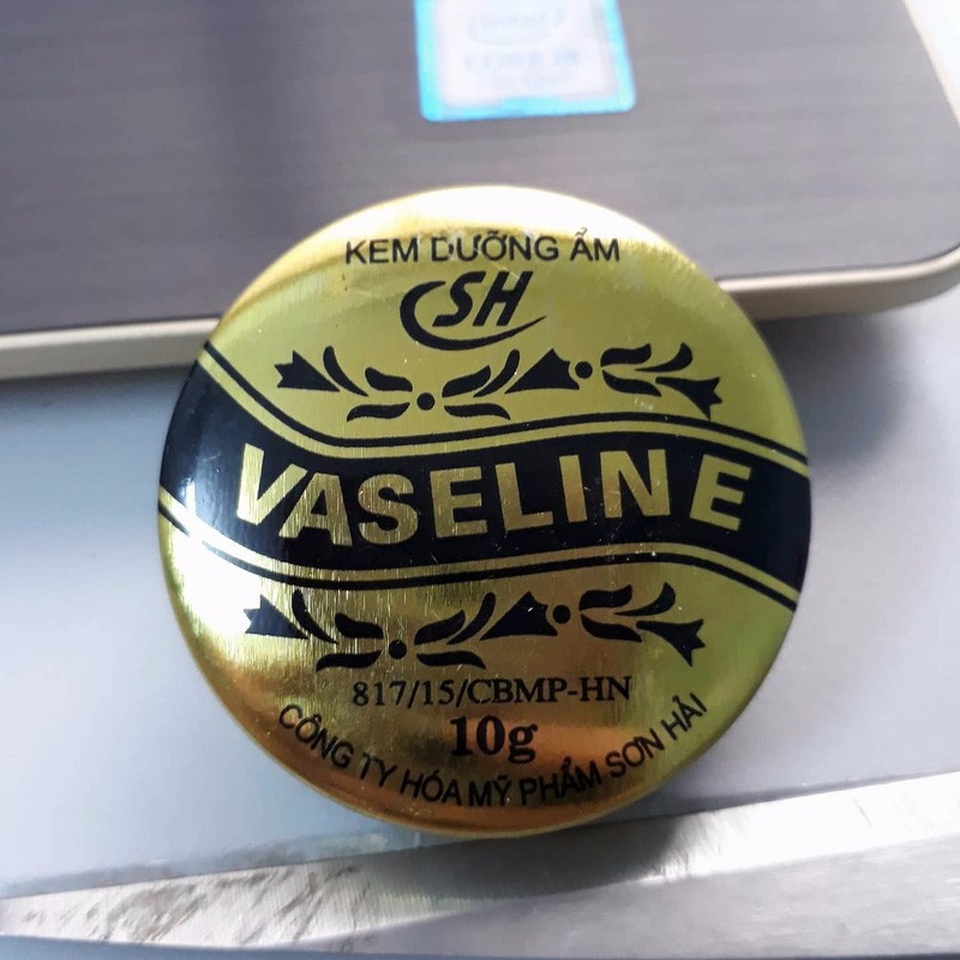 KEM DƯỠNG ẨM
SH
VASELINE
817/15/CBMP-HN
10g
CÔNG TY HÓA MỸ PHẨM SƠN HẢI